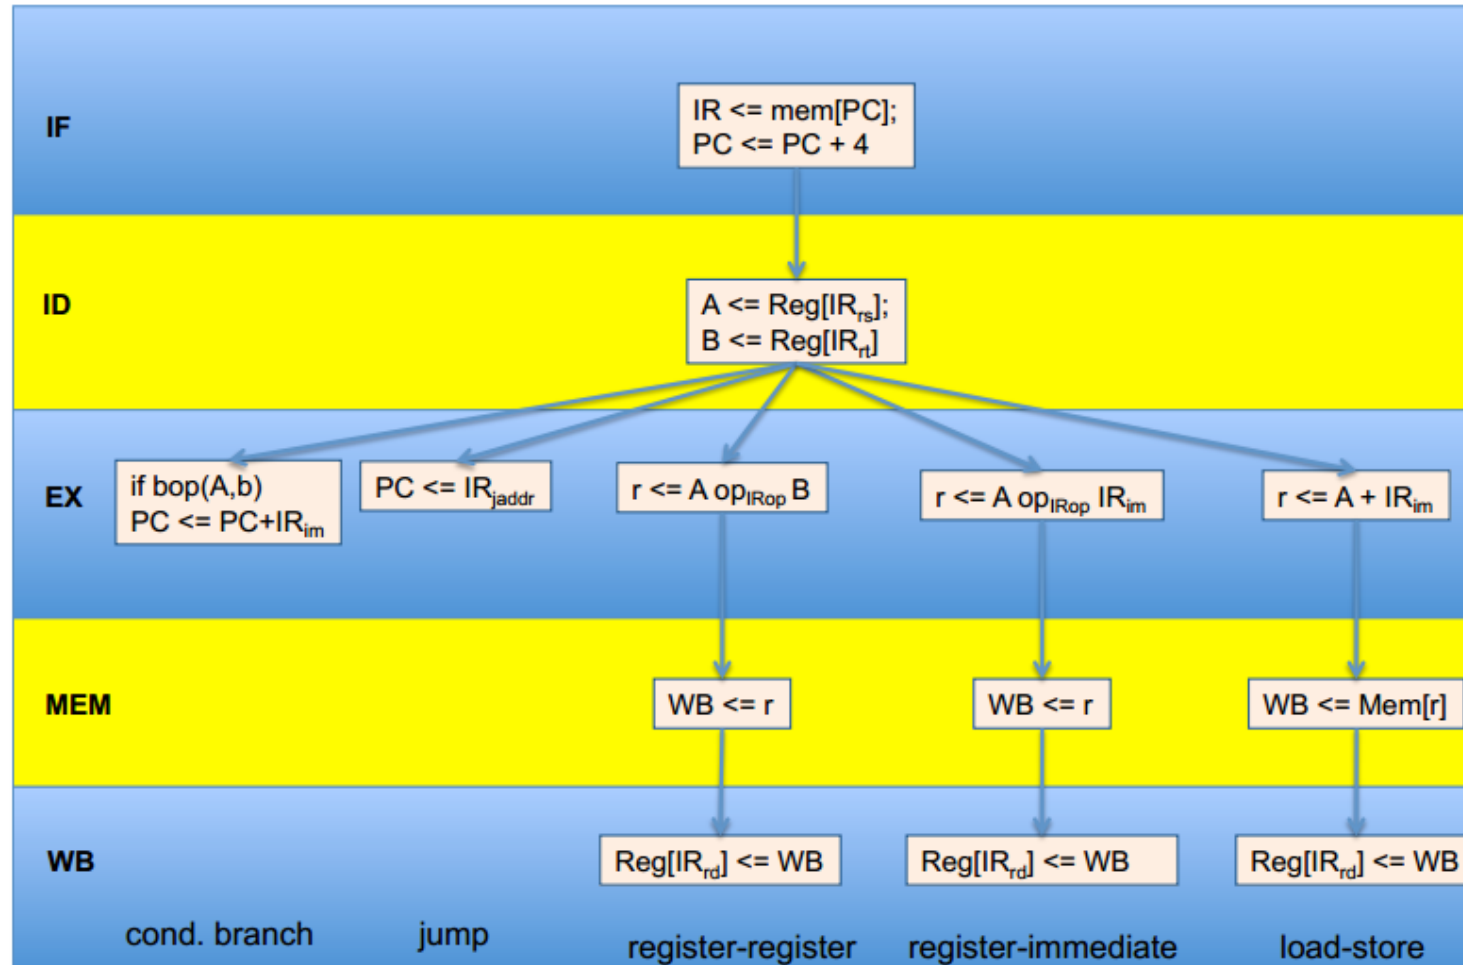 IF
IR <= mem[PC];
PC <= PC + 4
ID
A <= Reg[IRrs];
B <= Reg[IRrt]
EX
if bop(A,b)
PC <= PC+IRim
PC <= IRjaddr
r <= A opIRop B
r <= A opIRop IRim
r <= A + IRim
MEM
WB <= r
WB <= r
WB <= Mem[r]
WB
Reg[IRrd] <= WB
Reg[IRrd] <= WB
Reg[IRrd] <= WB
cond. branch
jump
register-register
register-immediate
load-store